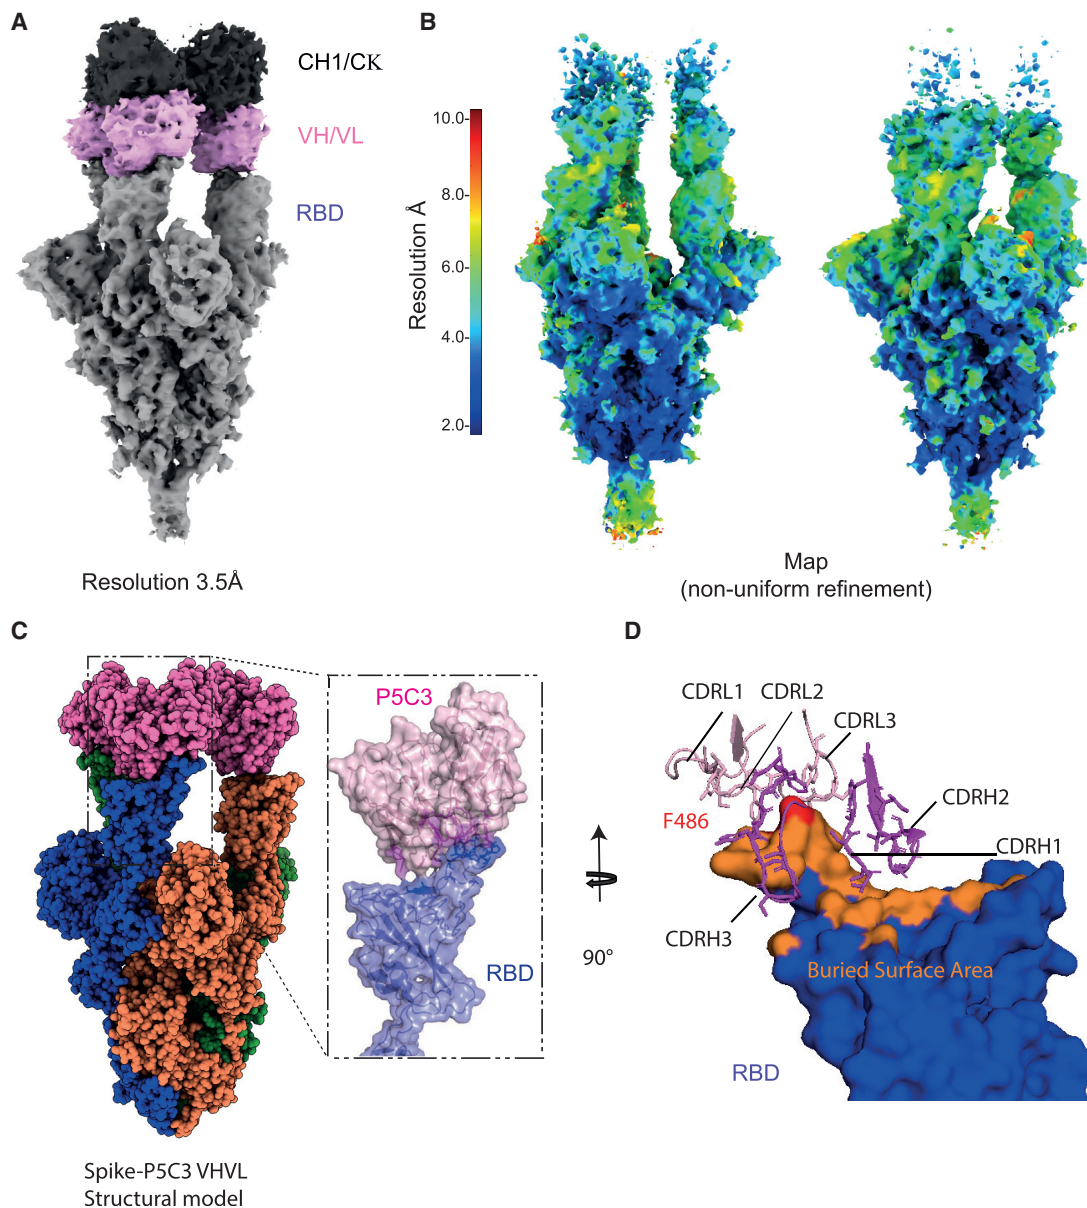 A
CH1/CK
VH/VL
RBD
Resolution 3.5Å
B
10.0-
8.0-
6.0-
4.0-
2.0-
Resolution Å
Map
(non-uniform refinement)
C
P5C3
RBD
Spike-P5C3 VHVL
Structural model
D
CDRL1
CDRL2
CDRL3
F486
CDRH2
CDRH1
CDRH3
90°
Buried Surface Area
RBD